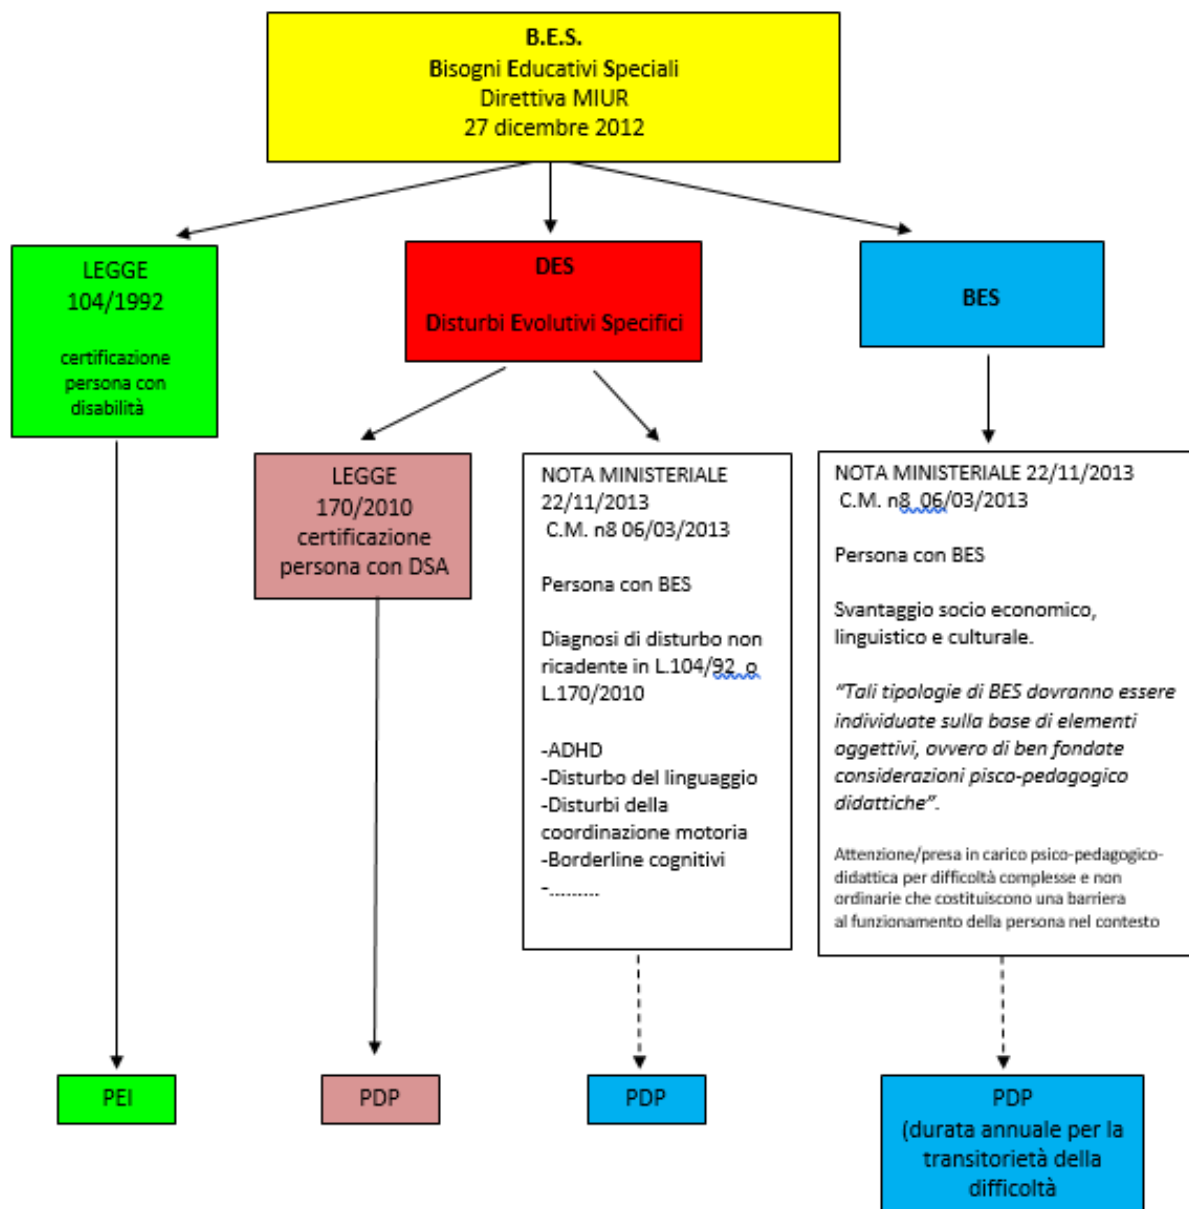 B.E.S.
Bisogni Educativi Speciali
Direttiva MIUR
27 dicembre 2012
LEGGE
104/1992
certificazione
persona con
disabilità
DES
Disturbi Evolutivi Specifici
BES
LEGGE
170/2010
certificazione
persona con DSA
NOTA MINISTERIALE
22/11/2013
C.M. n8 06/03/2013
Persona con BES
Diagnosi di disturbo non
ricadente in L.104/92 o
L.170/2010
-ADHD
-Disturbo del linguaggio
-Disturbi della
coordinazione motoria
-Borderline cognitivi
-.........
NOTA MINISTERIALE 22/11/2013
C.M. n8 06/03/2013
Persona con BES
Svantaggio socio economico,
linguistico e culturale.
"Tali tipologie di BES dovranno essere
individuate sulla base di elementi
oggettivi, ovvero di ben fondate
considerazioni pisco-pedagogico
didattiche".
Attenzione/presa in carico psico-pedagogico-
didattica per difficoltà complesse e non
ordinarie che costituiscono una barriera
al funzionamento della persona nel contesto
PEI
PDP
PDP
PDP
(durata annuale per la
transitorietà della
difficoltà